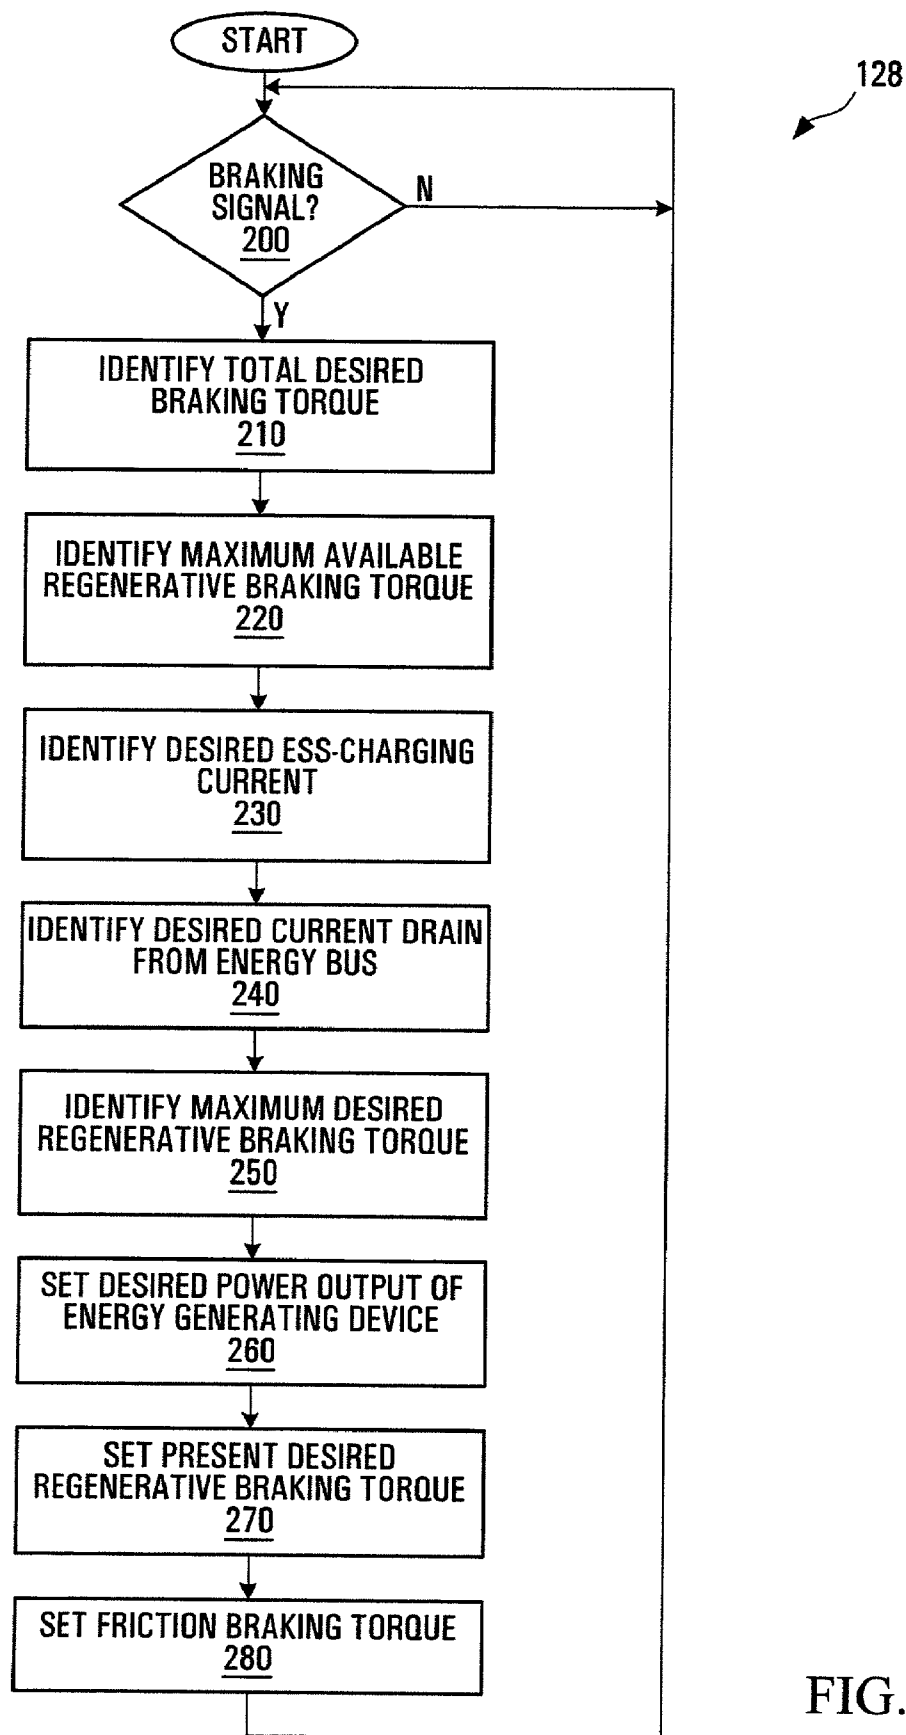 START
128
BRAKING
SIGNAL?
200
N
Y
IDENTIFY TOTAL DESIRED
BRAKING TORQUE
210
IDENTIFY MAXIMUM AVAILABLE
REGENERATIVE BRAKING TORQUE
220
IDENTIFY DESIRED ESS-CHARGING
CURRENT
230
IDENTIFY DESIRED CURRENT DRAIN
FROM ENERGY BUS
240
IDENTIFY MAXIMUM DESIRED
REGENERATIVE BRAKING TORQUE
250
SET DESIRED POWER OUTPUT OF
ENERGY GENERATING DEVICE
260
SET PRESENT DESIRED
REGENERATIVE BRAKING TORQUE
270
SET FRICTION BRAKING TORQUE
280
FIG.